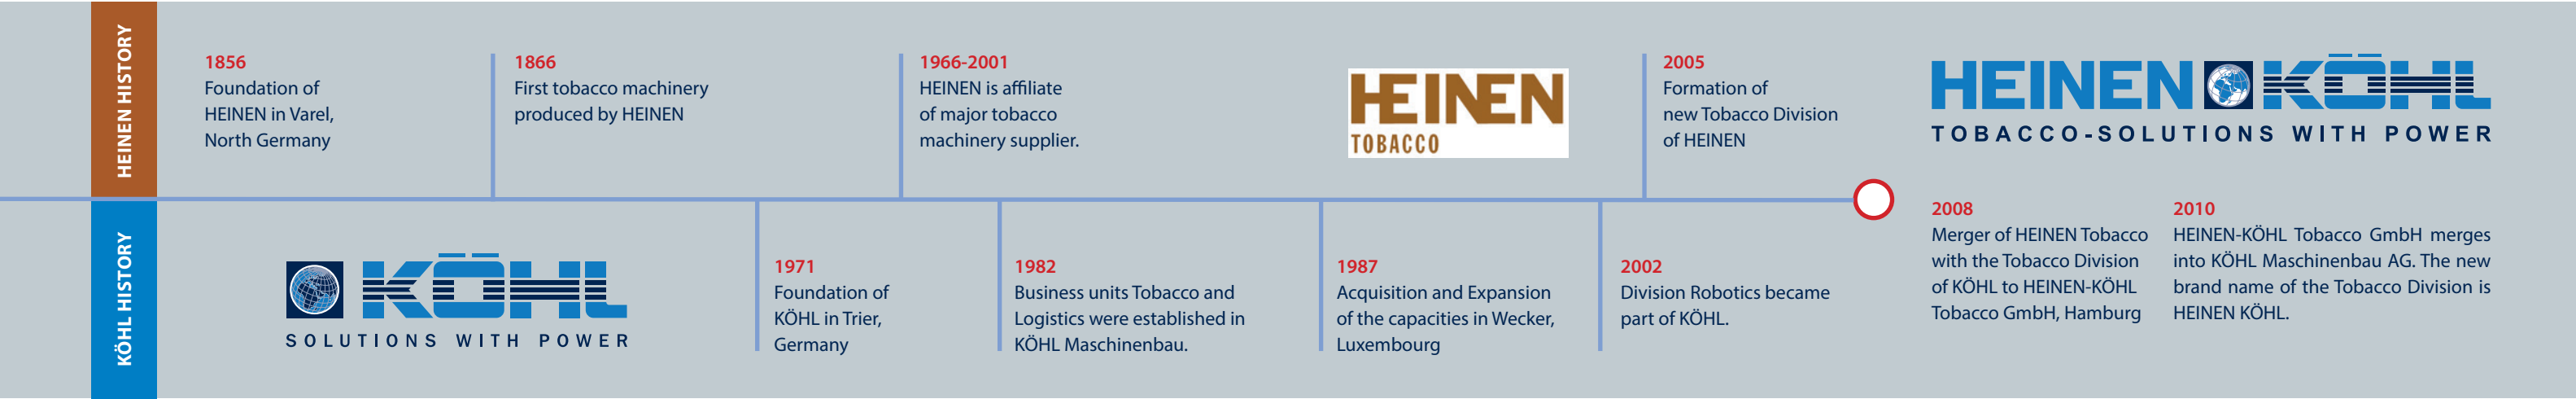 HEINEN HISTORY
1856
Foundation of
HEINEN in Varel,
North Germany
1866
First tobacco machinery
produced by HEINEN
1966-2001
HEINEN is affiliate
of major tobacco
machinery supplier.
HEINEN
TOBACCO
2005
Formation of
new Tobacco Division
of HEINEN
HEINEN KÖHL
TOBACCO-SOLUTIONS WITH POWER
KÖHL HISTORY
KÖHL
SOLUTIONS WITH POWER
1971
Foundation of
KÖHL in Trier,
Germany
1982
Business units Tobacco and
Logistics were established in
KÖHL Maschinenbau.
1987
Acquisition and Expansion
of the capacities in Wecker,
Luxembourg
2002
Division Robotics became
part of KÖHL.
2008
Merger of HEINEN Tobacco
with the Tobacco Division
of KÖHL to HEINEN-KÖHL
Tobacco GmbH, Hamburg
2010
HEINEN-KÖHL Tobacco GmbH merges
into KÖHL Maschinenbau AG. The new
brand name of the Tobacco Division is
HEINEN KÖHL.